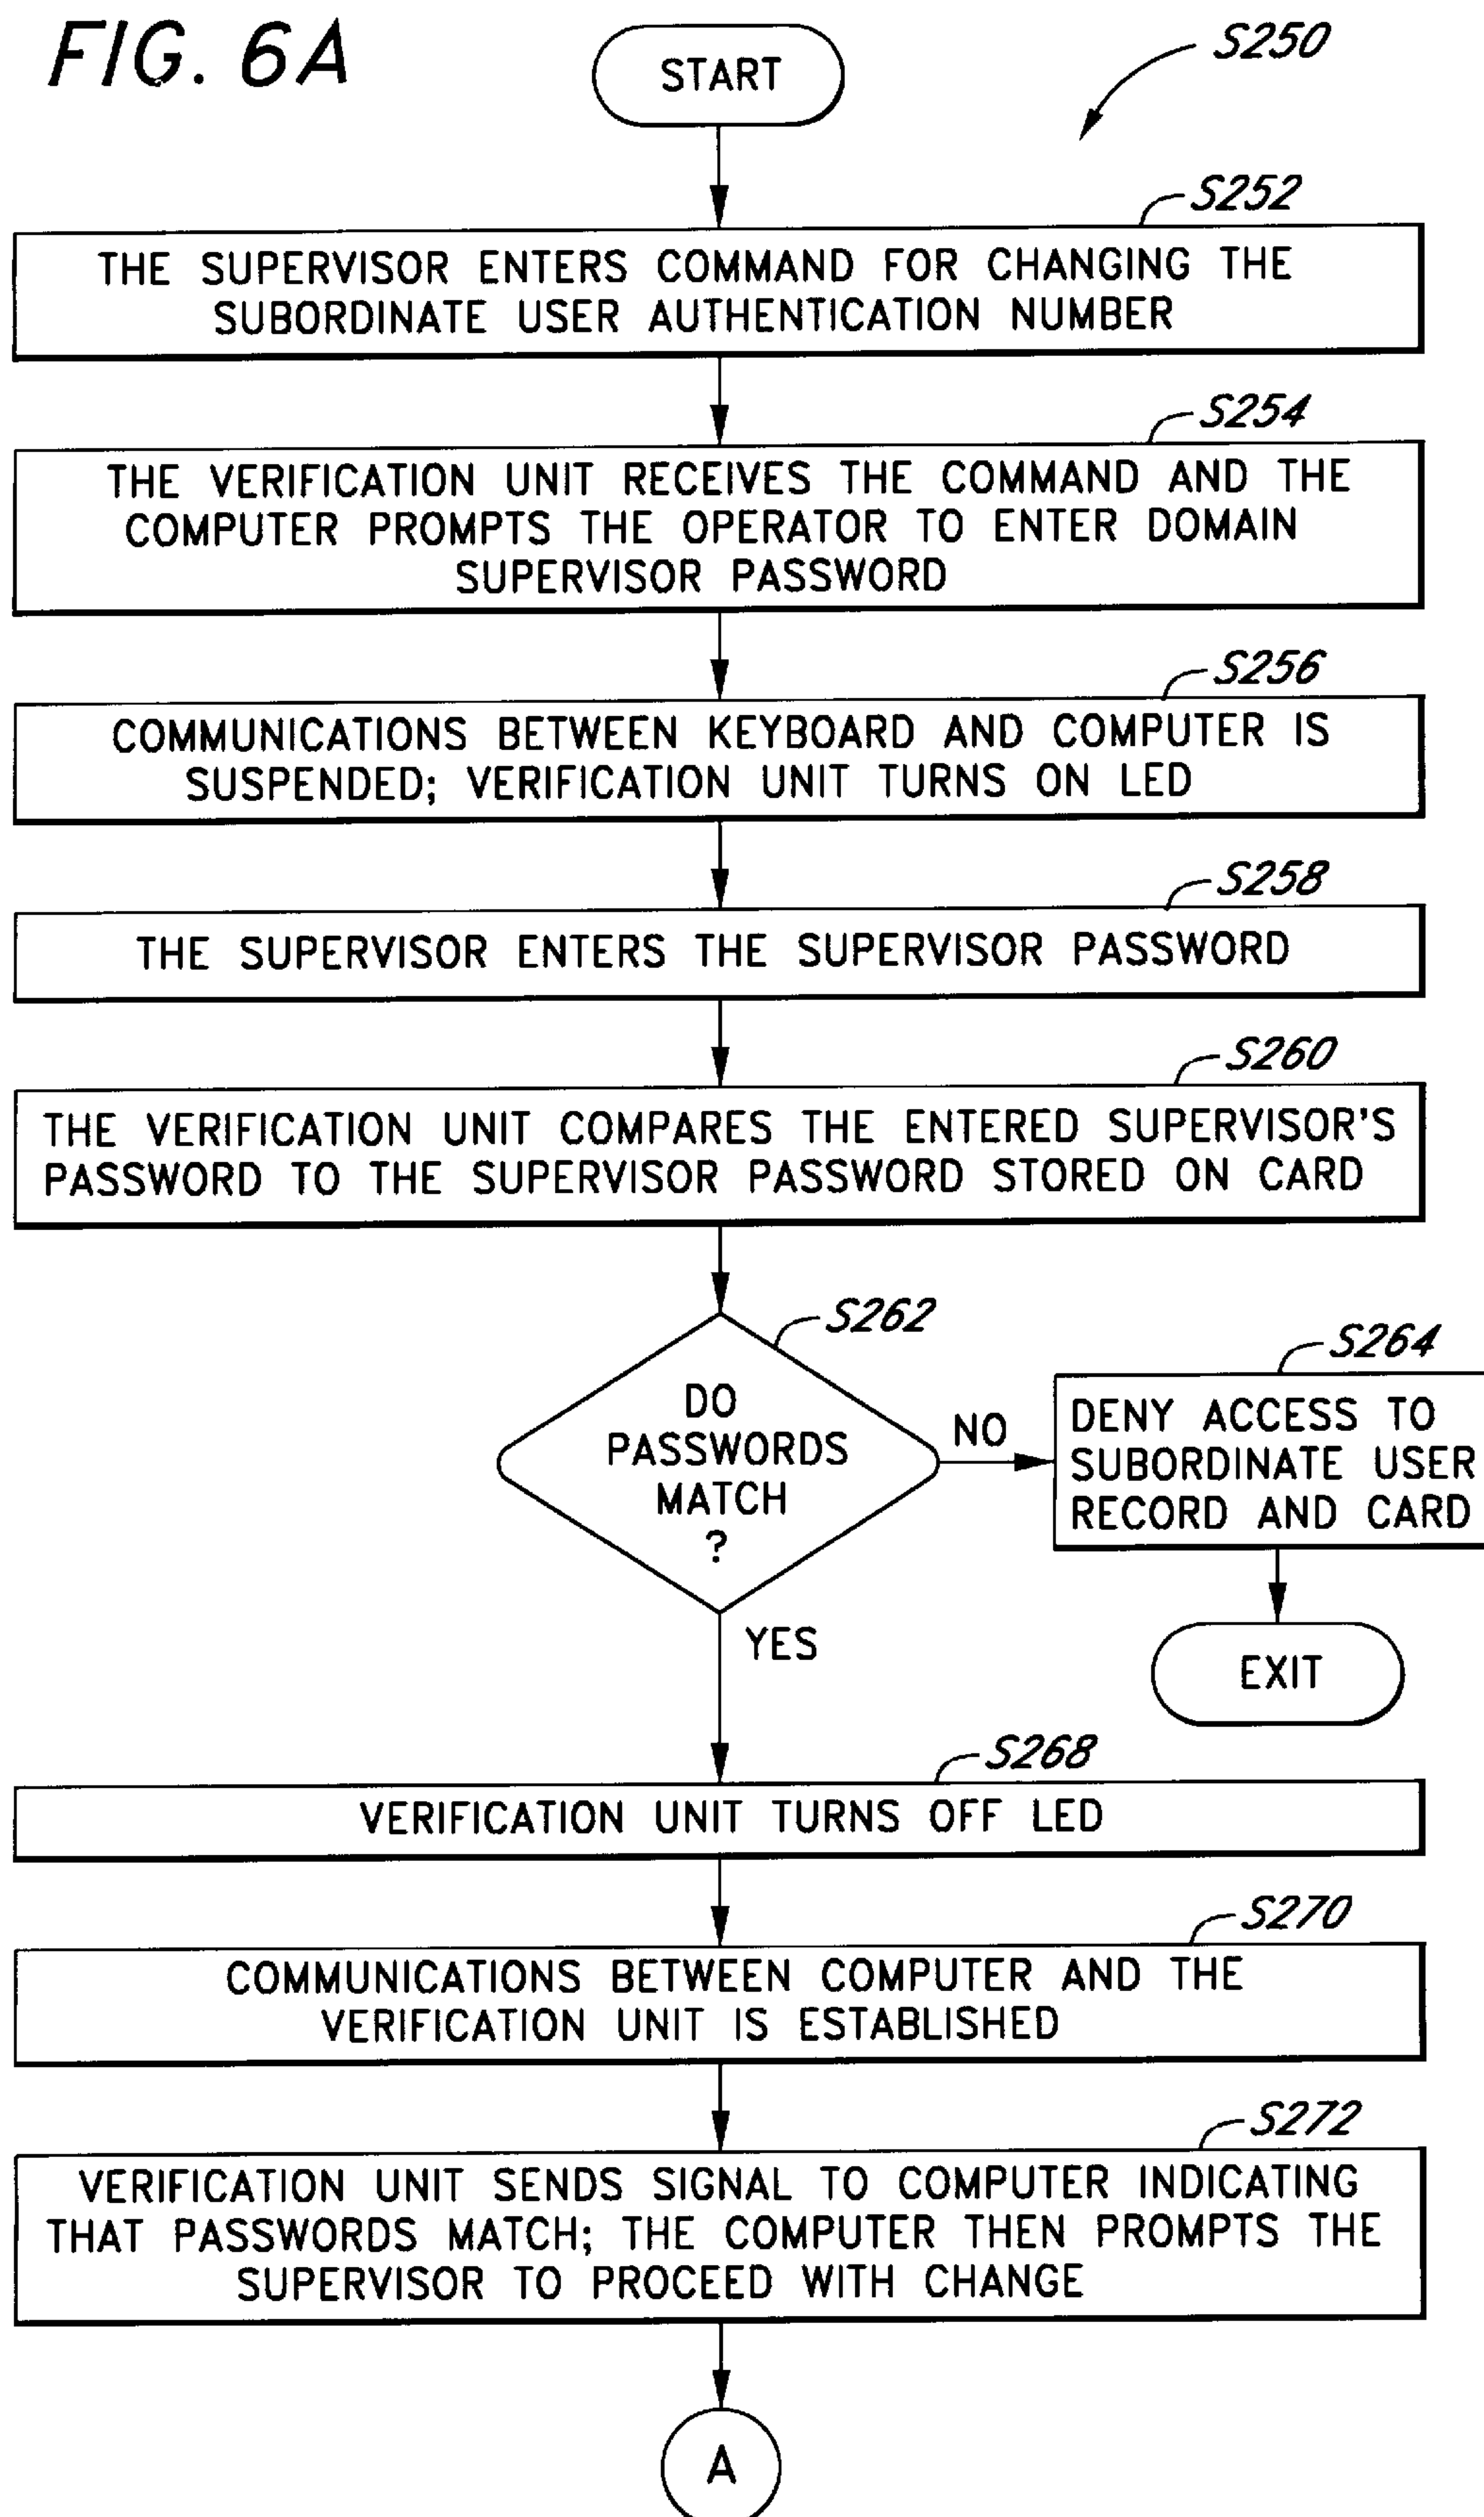 FIG. 6A
START
S250
S252
THE SUPERVISOR ENTERS COMMAND FOR CHANGING THE
SUBORDINATE USER AUTHENTICATION NUMBER
S254
THE VERIFICATION UNIT RECEIVES THE COMMAND AND THE
COMPUTER PROMPTS THE OPERATOR TO ENTER DOMAIN
SUPERVISOR PASSWORD
S256
COMMUNICATIONS BETWEEN KEYBOARD AND COMPUTER IS
SUSPENDED; VERIFICATION UNIT TURNS ON LED
S258
THE SUPERVISOR ENTERS THE SUPERVISOR PASSWORD
S260
THE VERIFICATION UNIT COMPARES THE ENTERED SUPERVISOR'S
PASSWORD TO THE SUPERVISOR PASSWORD STORED ON CARD
S262
DO
PASSWORDS
MATCH
?
NO
S264
DENY ACCESS TO
SUBORDINATE USER
RECORD AND CARD
EXIT
YES
S268
VERIFICATION UNIT TURNS OFF LED
S270
COMMUNICATIONS BETWEEN COMPUTER AND THE
VERIFICATION UNIT IS ESTABLISHED
S272
VERIFICATION UNIT SENDS SIGNAL TO COMPUTER INDICATING
THAT PASSWORDS MATCH; THE COMPUTER THEN PROMPTS THE
SUPERVISOR TO PROCEED WITH CHANGE
A